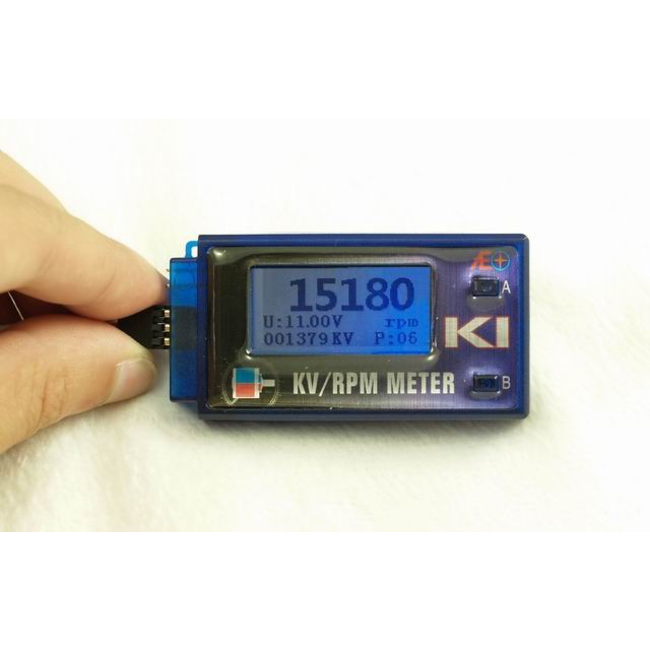 15180
U:11.00V rpm
001379KV P:06
Æ+
A
KI
KV/RPM METER
B